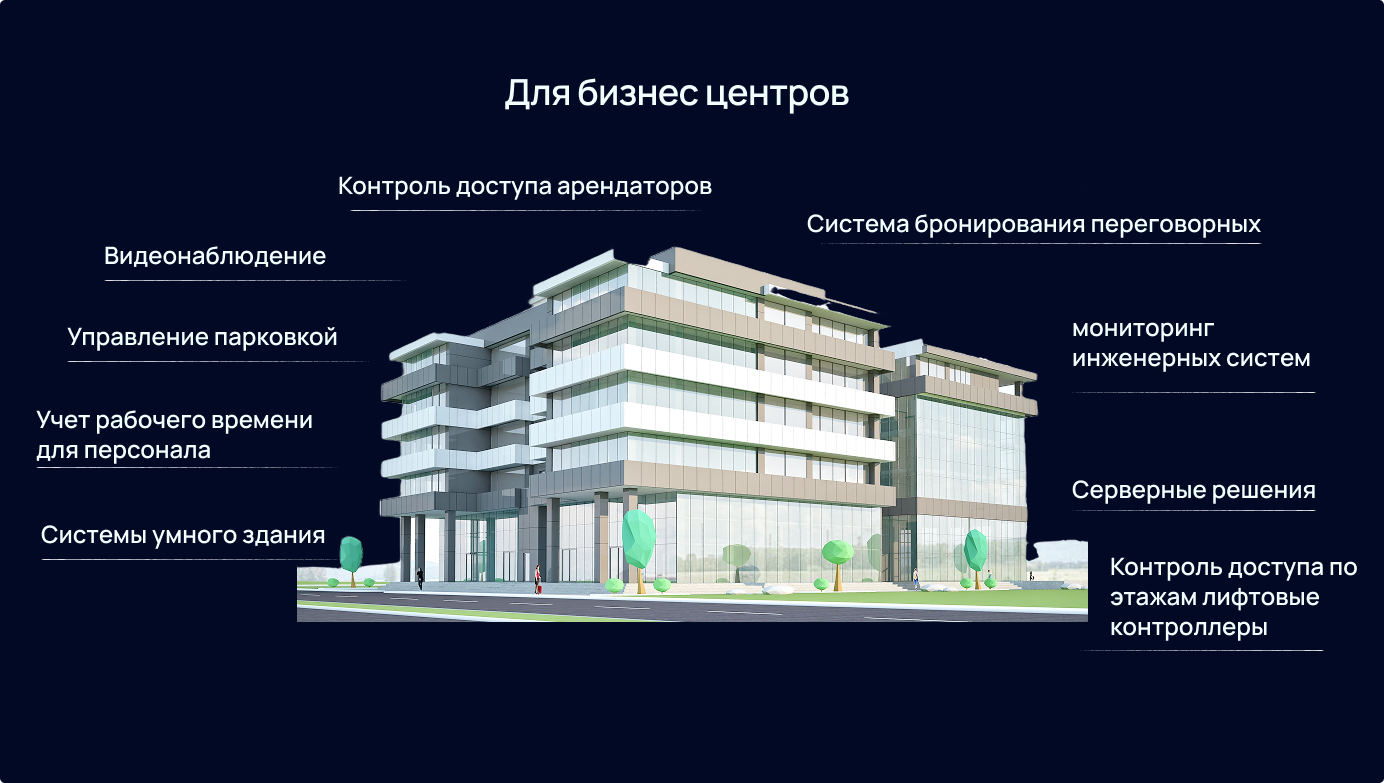 Для бизнес центров
Контроль доступа арендаторов
Система бронирования переговорных
Видеонаблюдение
Управление парковкой
мониторинг
инженерных систем
Учет рабочего времени
для персонала
Серверные решения
Системы умного здания
Контроль доступа по
этажам лифтовые
контроллеры